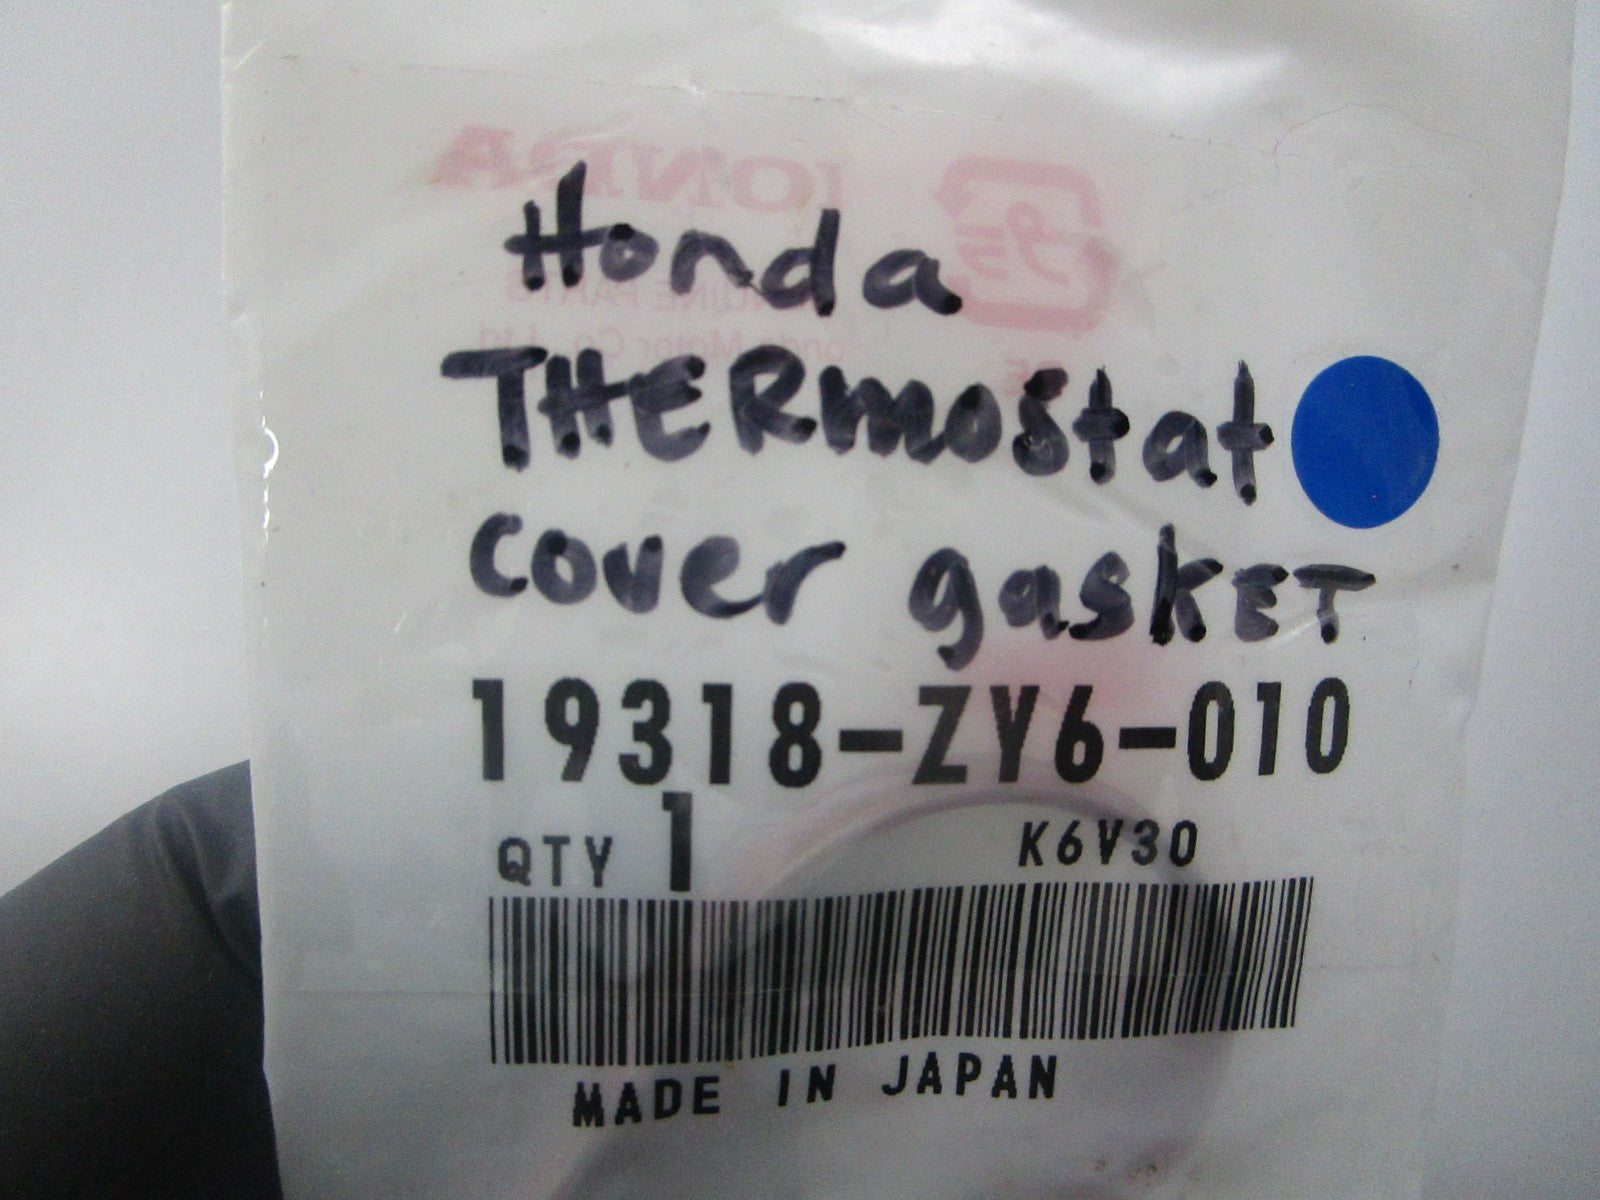 Honda
THERmoStat
cover gasKET
19318-ZY6-010
QTY 1 K6V30
MADE IN JAPAN